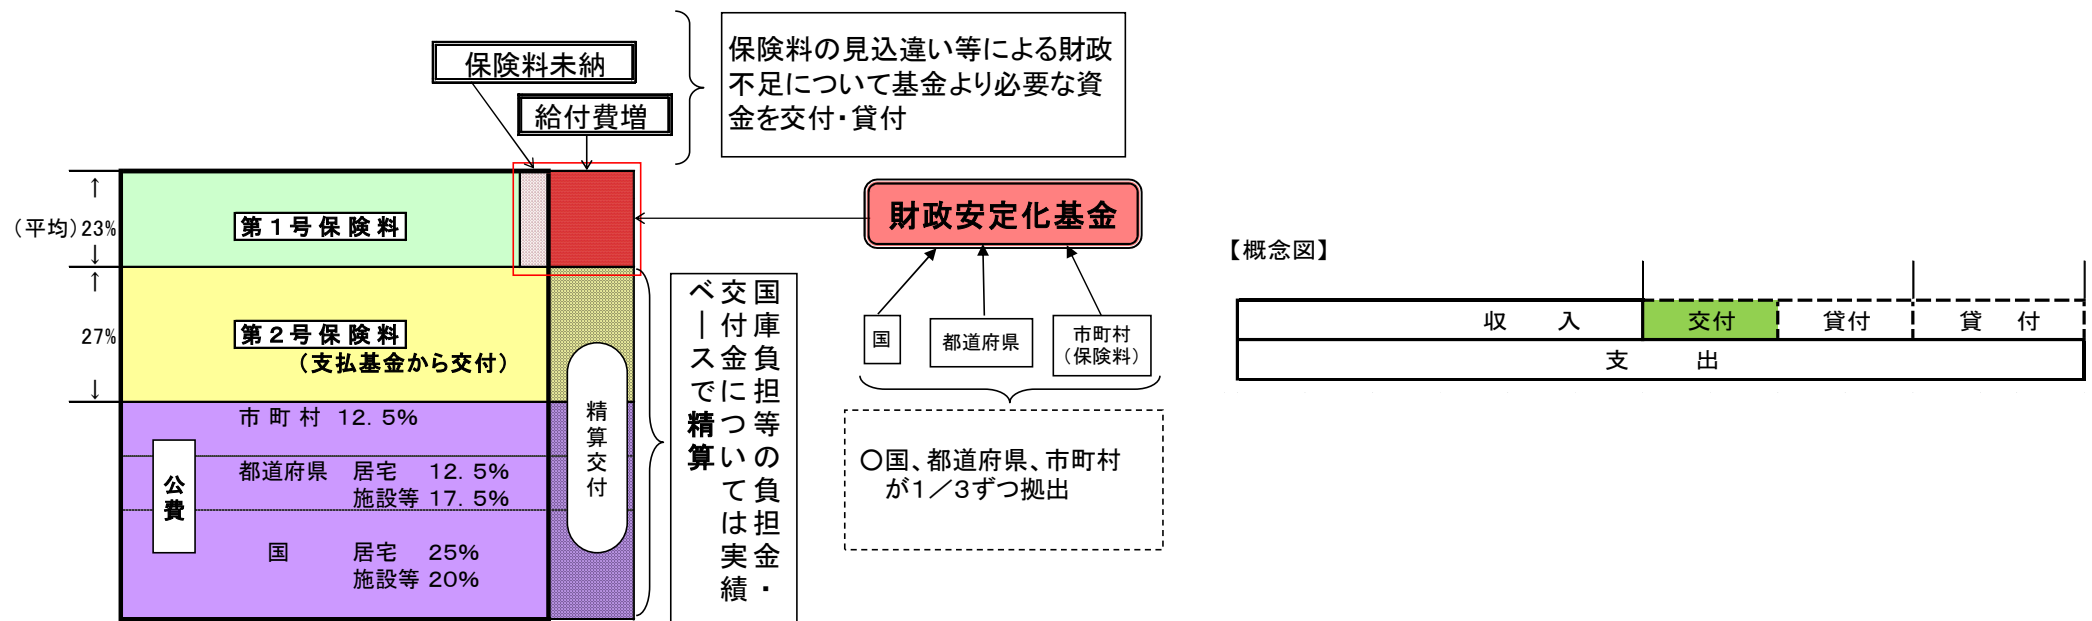 保険料未納
給付費増
保険料の見込違い等による財政
不足について基金より必要な資
金を交付・貸付
↑
(平均)23%
↓
第1号保険料
財政安定化基金
↑
27%
↓
第2号保険料
(支払基金から交付)
国庫負担等の負担金・
交付金については実績
ベースで精算
国
都道府県
市町村
(保険料)
精算交付
公費
市町村 12.5%
都道府県 居宅 12.5%
施設等 17.5%
国 居宅 25%
施設等 20%
○国、都道府県、市町村
が1/3ずつ拠出
【概念図】
収 入 交付 貸付 貸 付
支 出